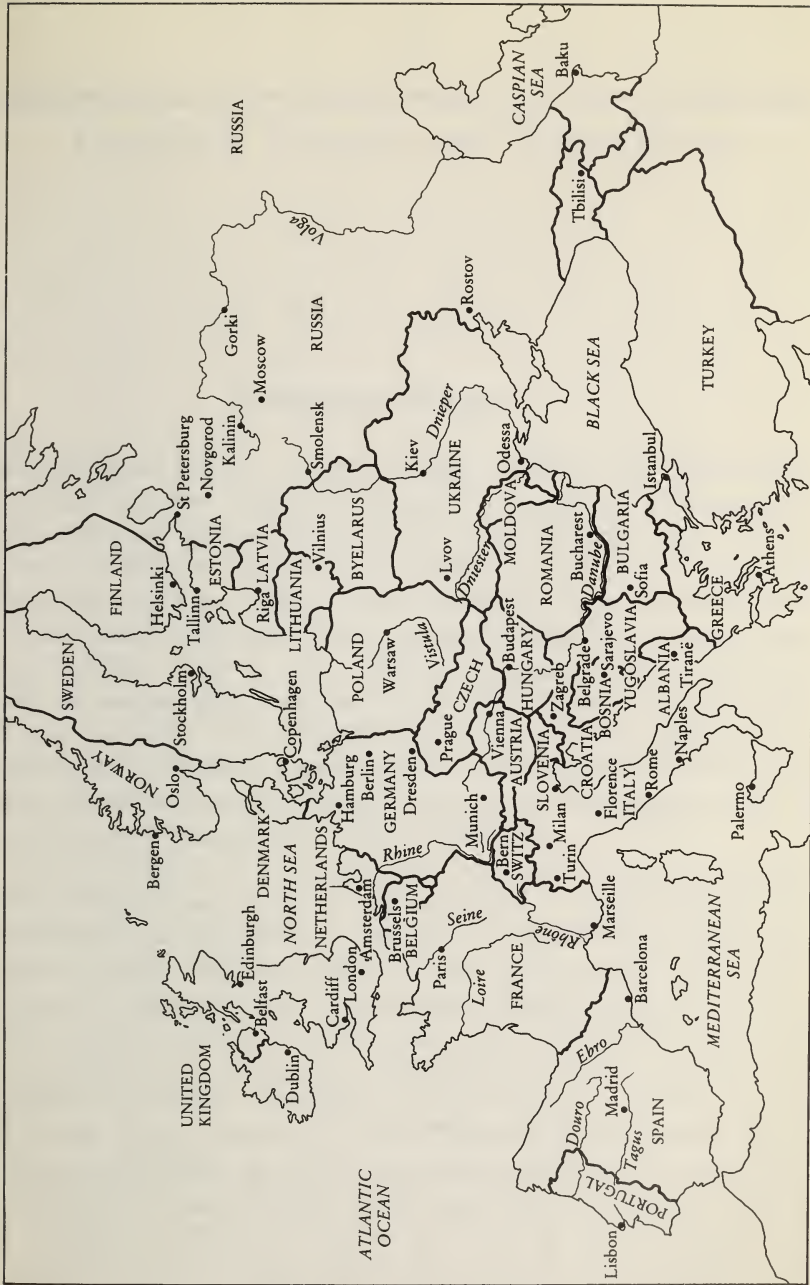 SWEDEN
FINLAND
NORWAY
Bergen
Oslo
Stockholm
Helsinki
Tallinn
St Petersburg
Novgorod
ESTONIA
Kalinin
Gorki
Moscow
RUSSIA
RUSSIA
Volga
UNITED
KINGDOM
Edinburgh
Belfast
Dublin
Cardiff
London
NORTH SEA
DENMARK
Copenhagen
Riga
LATVIA
LITHUANIA
Vilnius
Smolensk
BYELARUS
NETHERLANDS
Amsterdam
Hamburg
Berlin
GERMANY
Dresden
POLAND
Warsaw
Vistula
Brussels
BELGIUM
Rhine
Prague
CZECH
Lvov
Kiev
UKRAINE
Dnieper
Rostov
Paris
Seine
Loire
FRANCE
Munich
Vienna
AUSTRIA
Budapest
HUNGARY
Dniester
MOLDOVA
Odessa
Bern
SWITZ
ATLANTIC
OCEAN
Rhône
Turin
Milan
SLOVENIA
Zagreb
CROATIA
Belgrade
BOSNIA
Sarajevo
YUGOSLAVIA
ROMANIA
Bucharest
Danube
BLACK SEA
Tbilisi
CASPIAN
SEA
Baku
Marseille
Florence
ITALY
Rome
Naples
Sofia
BULGARIA
Istanbul
Ebro
Barcelona
Douro
Madrid
Tagus
SPAIN
PORTUGAL
Lisbon
ALBANIA
Tiranë
GREECE
Athens
TURKEY
MEDITERRANEAN
SEA
Palermo